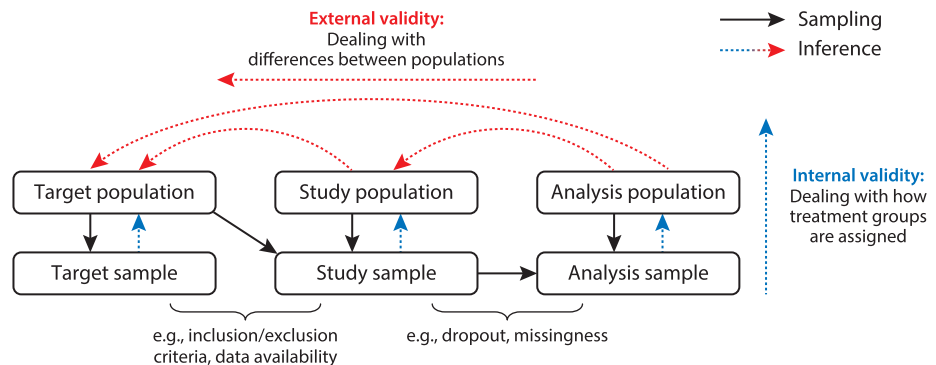 External validity:
Dealing with
differences between populations
Sampling
Inference
Target population
Study population
Analysis population
Internal validity:
Dealing with how
treatment groups
are assigned
Target sample
Study sample
Analysis sample
e.g., inclusion/exclusion
criteria, data availability
e.g., dropout, missingness